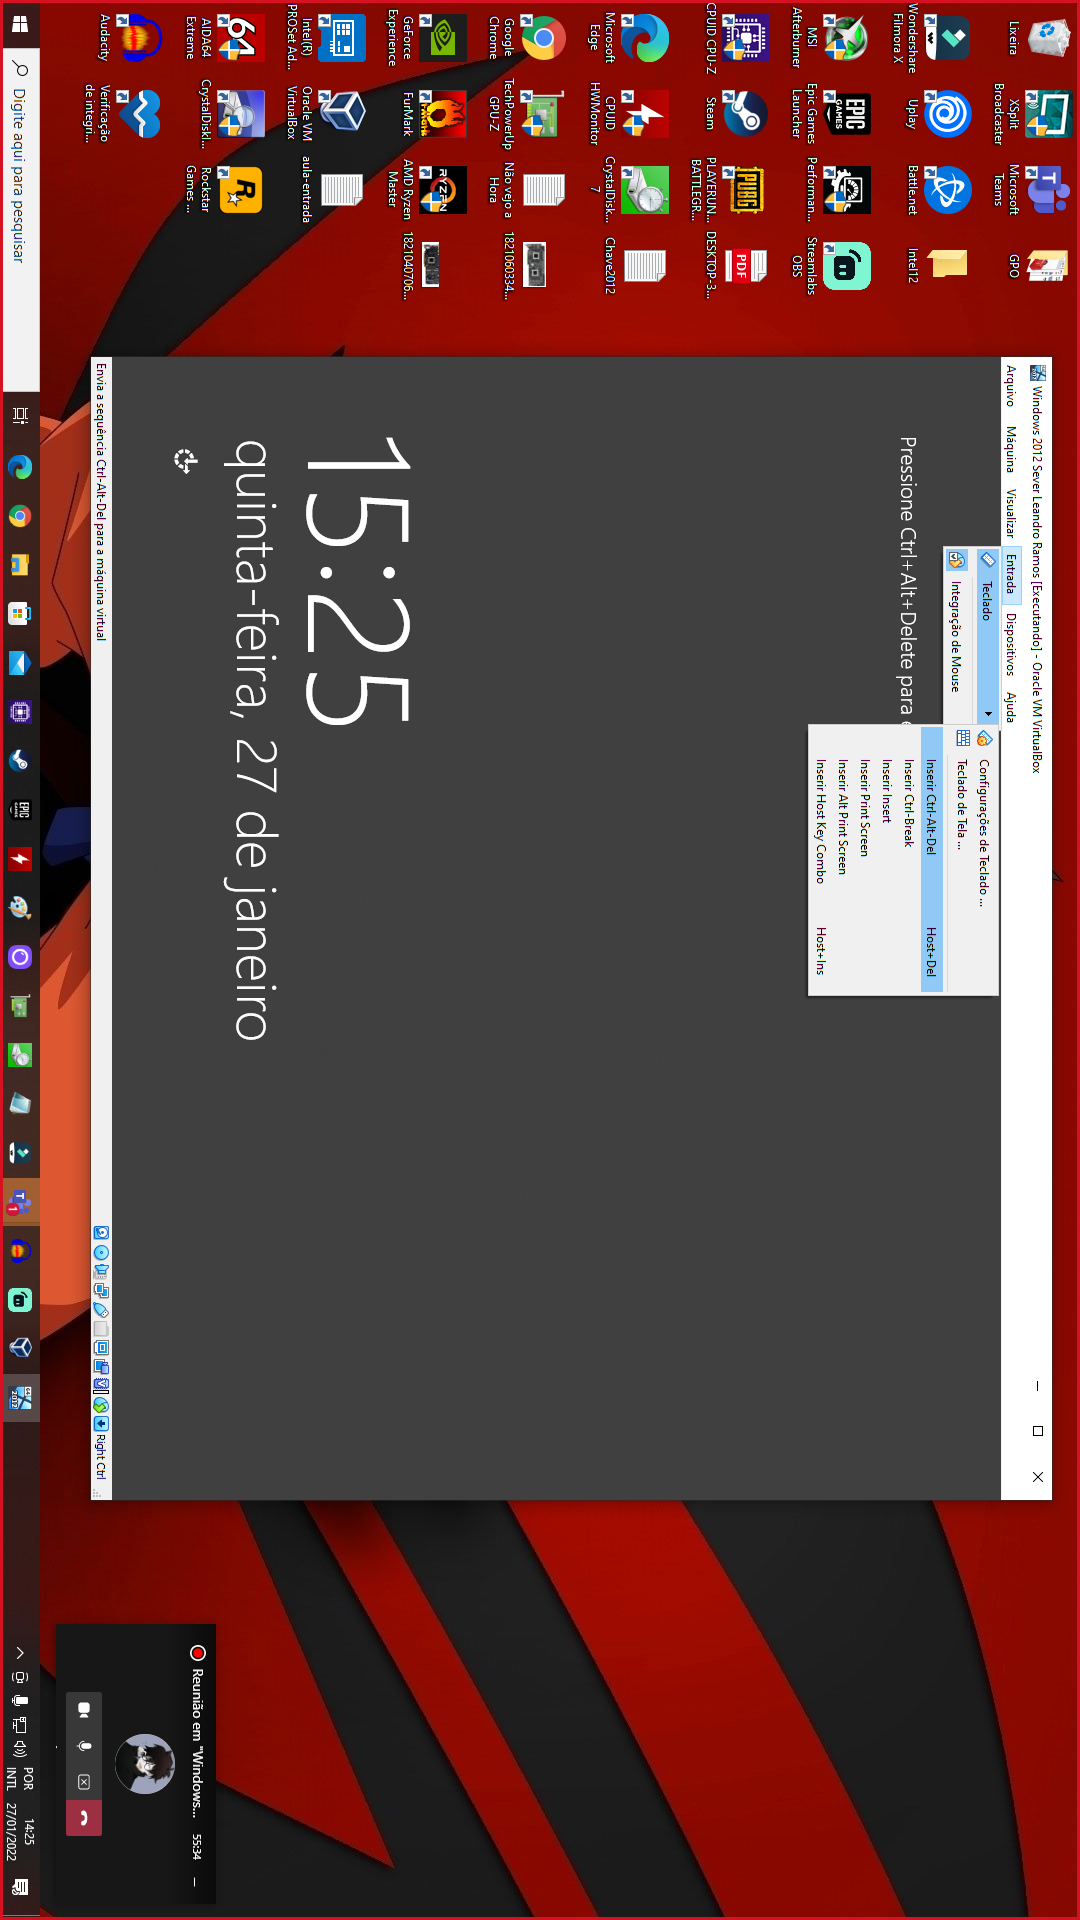 Lixeira
XSplit
Broadcaster
Microsoft
Teams
GPO
Wondershare
Filmora X
Uplay
Battle.net
Intel12
MSI
Afterburner
Epic Games
Launcher
Performan...
Streamlabs
OBS
CPUID CPU-Z
Steam
PLAYERUN...
BATTLEGR...
DESKTOP-3...
Microsoft
Edge
CPUID
HWMonitor
CrystalDisk...
7
Chave2012
Google
Chrome
TechPowerUp
GPU-Z
Não vejo a
Hora
1821060334...
GeForce
Experience
FurMark
AMD Ryzen
Master
1821040706...
Intel(R)
PROSet Ad...
Oracle VM
VirtualBox
aula-entrada
AIDA64
Extreme
CrystalDiskI...
Rockstar
Games ...
Audacity
Verificação
de integri...
Windows 2012 Sever Leandro Ramos [Executando] - Oracle VM VirtualBox
Arquivo Máquina Visualizar Entrada Dispositivos Ajuda
Teclado
Integração de Mouse
Configurações de Teclado ...
Teclado de Tela ...
Inserir Ctrl-Alt-Del Host+Del
Inserir Ctrl-Break
Inserir Insert
Inserir Print Screen
Inserir Alt Print Screen
Inserir Host Key Combo Host+Ins
Pressione Ctrl+Alt+Delete para e
15:25
quinta-feira, 27 de janeiro
Envia a sequência Ctrl-Alt-Del para a máquina virtual
Right Ctrl
Reunião em "Windows... 55:34
Digite aqui para pesquisar
POR
INTL
14:25
27/01/2022